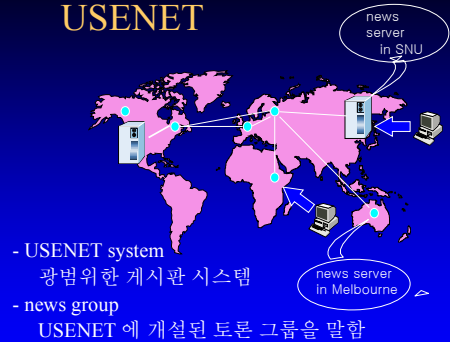 USENET
news
server
in SNU
news server
in Melbourne
- USENET system
광범위한 게시판 시스템
- news group
USENET 에 개설된 토론 그룹을 말함